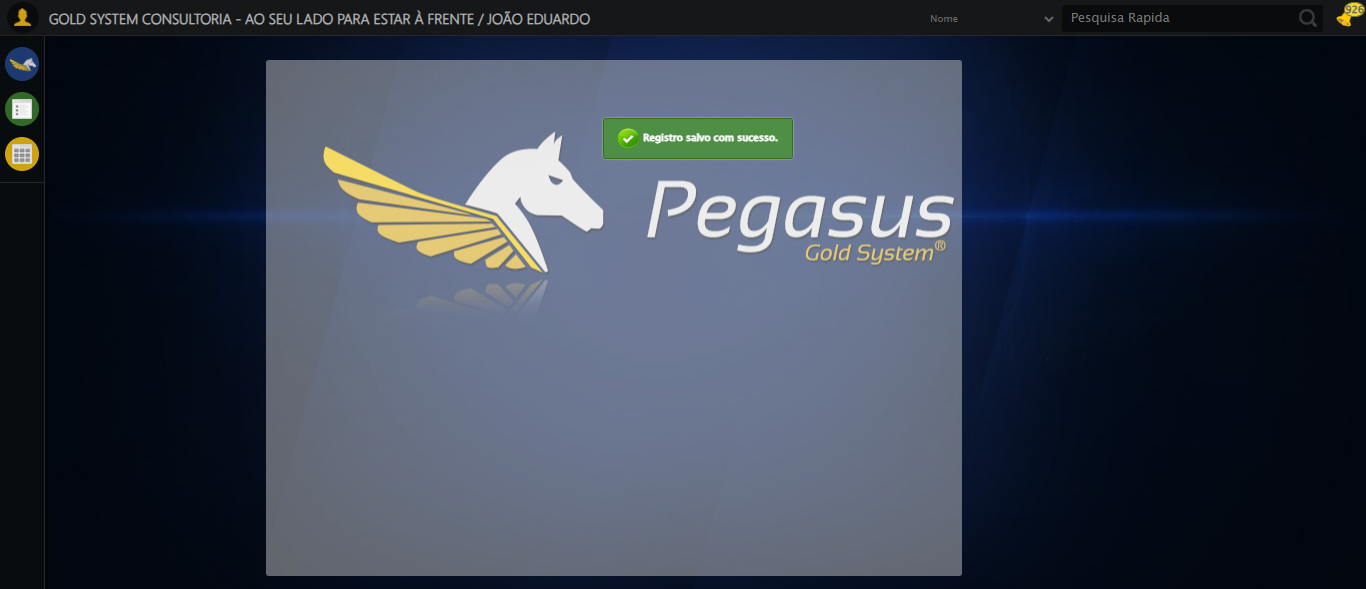 GOLD SYSTEM CONSULTORIA - AO SEU LADO PARA ESTAR À FRENTE / JOÃO EDUARDO
Nome
Pesquisa Rapida
926
Registro salvo com sucesso.
Pegasus
Gold System®